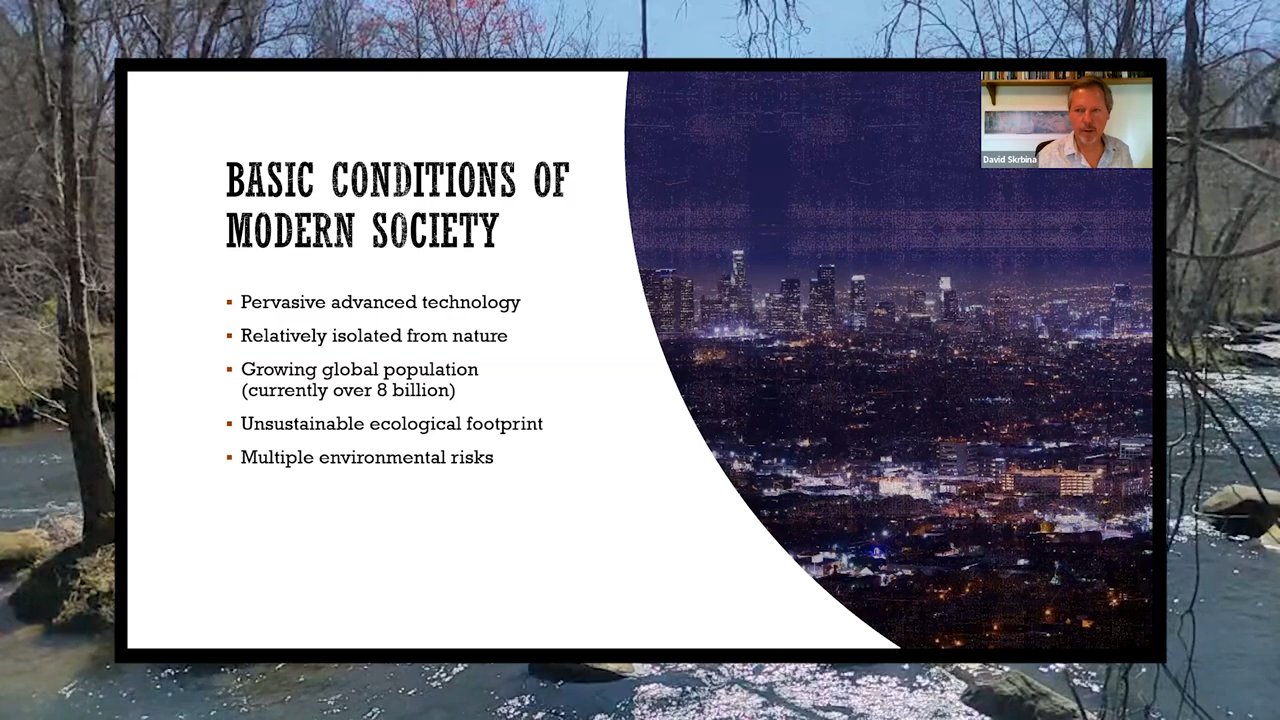 BASIC CONDITIONS OF
MODERN SOCIETY
▪ Pervasive advanced technology
▪ Relatively isolated from nature
▪ Growing global population
(currently over 8 billion)
▪ Unsustainable ecological footprint
▪ Multiple environmental risks
David Skrbina